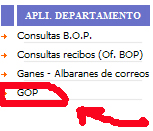 APLI. DEPARTAMENTO
Consultas B.O.P.
Consultas recibos (Of. BOP)
Ganes - Albaranes de correos
GOP